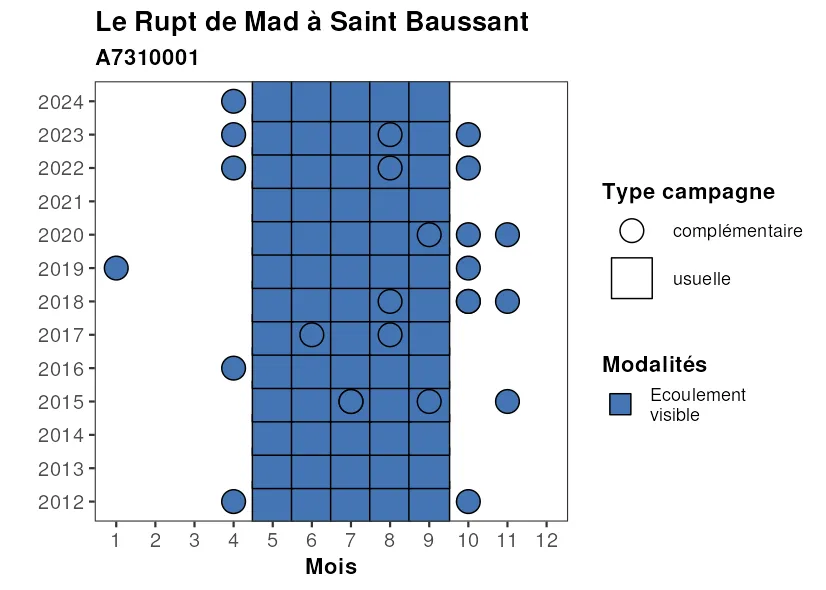 Le Rupt de Mad à Saint Baussant
A7310001
2024
2023
2022
2021
2020
2019
2018
2017
2016
2015
2014
2013
2012
1 2 3 4 5 6 7 8 9 10 11 12
Mois
Type campagne
complémentaire
usuelle
Modalités
Ecoulement
visible